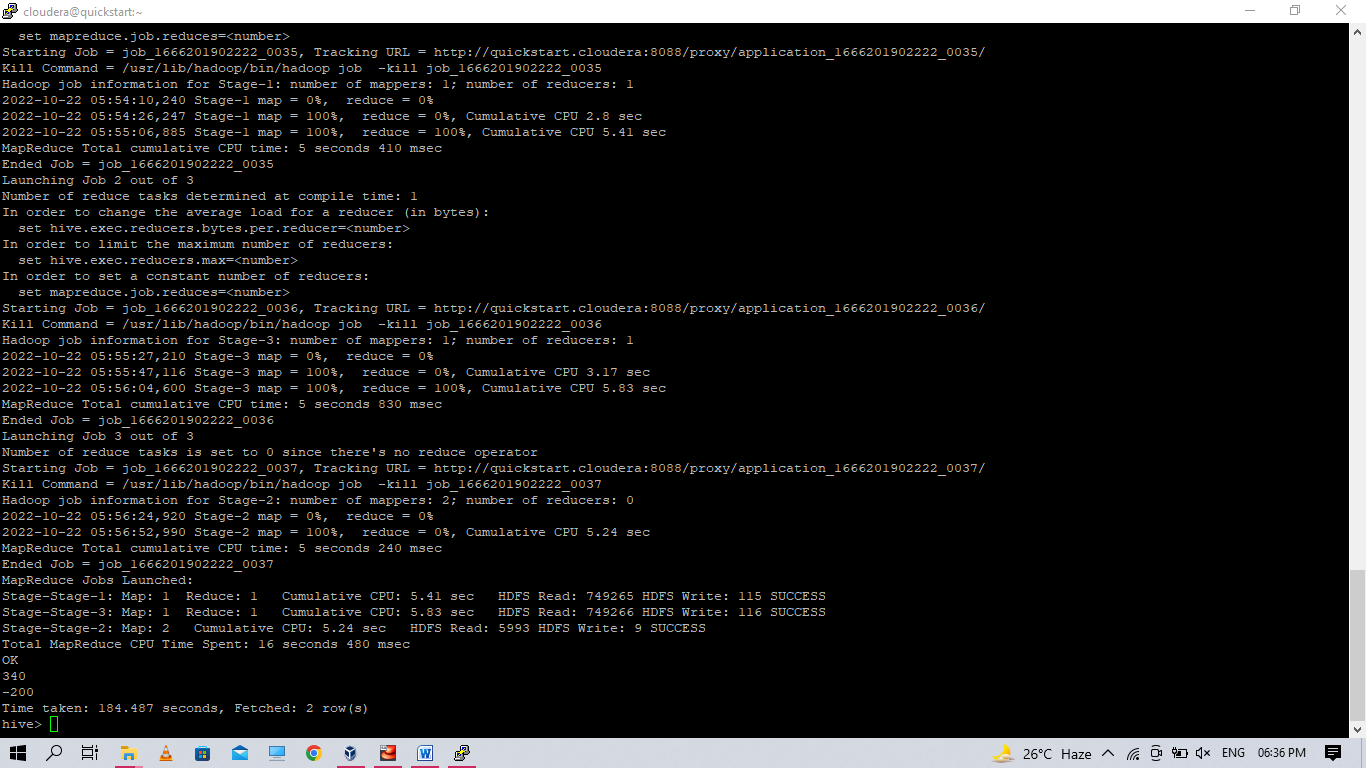 cloudera@quickstart:~
  set mapreduce.job.reduces=<number>
Starting Job = job_1666201902222_0035, Tracking URL = http://quickstart.cloudera:8088/proxy/application_1666201902222_0035/
Kill Command = /usr/lib/hadoop/bin/hadoop job  -kill job_1666201902222_0035
Hadoop job information for Stage-1: number of mappers: 1; number of reducers: 1
2022-10-22 05:54:10,240 Stage-1 map = 0%,  reduce = 0%
2022-10-22 05:54:26,247 Stage-1 map = 100%,  reduce = 0%, Cumulative CPU 2.8 sec
2022-10-22 05:55:06,885 Stage-1 map = 100%,  reduce = 100%, Cumulative CPU 5.41 sec
MapReduce Total cumulative CPU time: 5 seconds 410 msec
Ended Job = job_1666201902222_0035
Launching Job 2 out of 3
Number of reduce tasks determined at compile time: 1
In order to change the average load for a reducer (in bytes):
  set hive.exec.reducers.bytes.per.reducer=<number>
In order to limit the maximum number of reducers:
  set hive.exec.reducers.max=<number>
In order to set a constant number of reducers:
  set mapreduce.job.reduces=<number>
Starting Job = job_1666201902222_0036, Tracking URL = http://quickstart.cloudera:8088/proxy/application_1666201902222_0036/
Kill Command = /usr/lib/hadoop/bin/hadoop job  -kill job_1666201902222_0036
Hadoop job information for Stage-3: number of mappers: 1; number of reducers: 1
2022-10-22 05:55:27,210 Stage-3 map = 0%,  reduce = 0%
2022-10-22 05:55:47,116 Stage-3 map = 100%,  reduce = 0%, Cumulative CPU 3.17 sec
2022-10-22 05:56:04,600 Stage-3 map = 100%,  reduce = 100%, Cumulative CPU 5.83 sec
MapReduce Total cumulative CPU time: 5 seconds 830 msec
Ended Job = job_1666201902222_0036
Launching Job 3 out of 3
Number of reduce tasks is set to 0 since there's no reduce operator
Starting Job = job_1666201902222_0037, Tracking URL = http://quickstart.cloudera:8088/proxy/application_1666201902222_0037/
Kill Command = /usr/lib/hadoop/bin/hadoop job  -kill job_1666201902222_0037
Hadoop job information for Stage-2: number of mappers: 2; number of reducers: 0
2022-10-22 05:56:24,920 Stage-2 map = 0%,  reduce = 0%
2022-10-22 05:56:52,990 Stage-2 map = 100%,  reduce = 0%, Cumulative CPU 5.24 sec
MapReduce Total cumulative CPU time: 5 seconds 240 msec
Ended Job = job_1666201902222_0037
MapReduce Jobs Launched:
Stage-Stage-1: Map: 1  Reduce: 1   Cumulative CPU: 5.41 sec   HDFS Read: 749265 HDFS Write: 115 SUCCESS
Stage-Stage-3: Map: 1  Reduce: 1   Cumulative CPU: 5.83 sec   HDFS Read: 749266 HDFS Write: 116 SUCCESS
Stage-Stage-2: Map: 2   Cumulative CPU: 5.24 sec   HDFS Read: 5993 HDFS Write: 9 SUCCESS
Total MapReduce CPU Time Spent: 16 seconds 480 msec
OK
340
-200
Time taken: 184.487 seconds, Fetched: 2 row(s)
hive>
26°C Haze ENG 06:36 PM